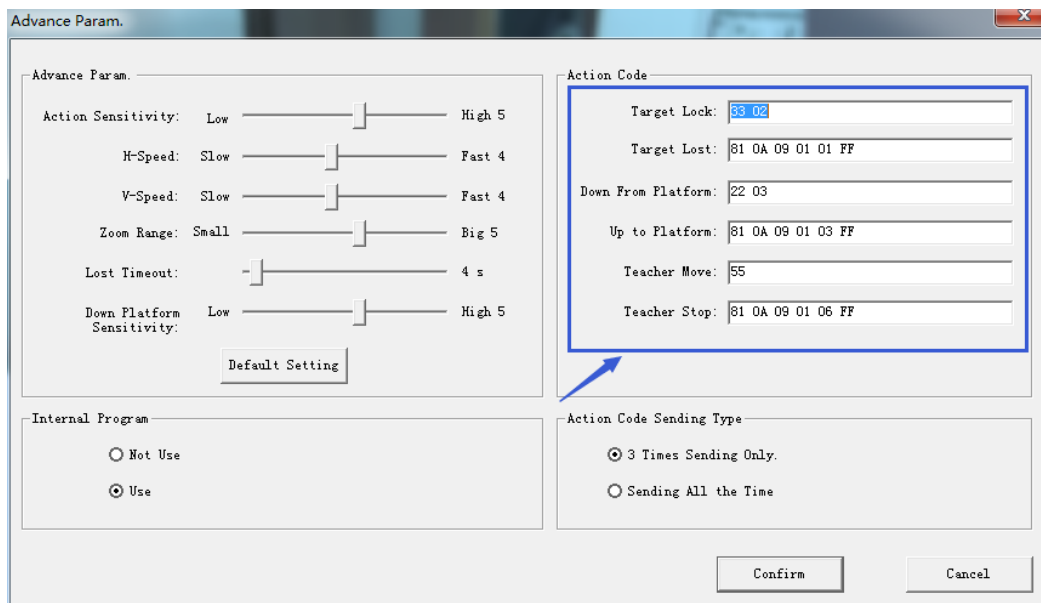 Advance Param.
Advance Param.
Action Sensitivity: Low High 5
H-Speed: Slow Fast 4
V-Speed: Slow Fast 4
Zoom Range: Small Big 5
Lost Timeout: 4 s
Down Platform Sensitivity: Low High 5
Default Setting
Action Code
Target Lock: 33 02
Target Lost: 81 0A 09 01 01 FF
Down From Platform: 22 03
Up to Platform: 81 0A 09 01 03 FF
Teacher Move: 55
Teacher Stop: 81 0A 09 01 06 FF
Internal Program
Not Use
Use
Action Code Sending Type
3 Times Sending Only.
Sending All the Time
Confirm Cancel